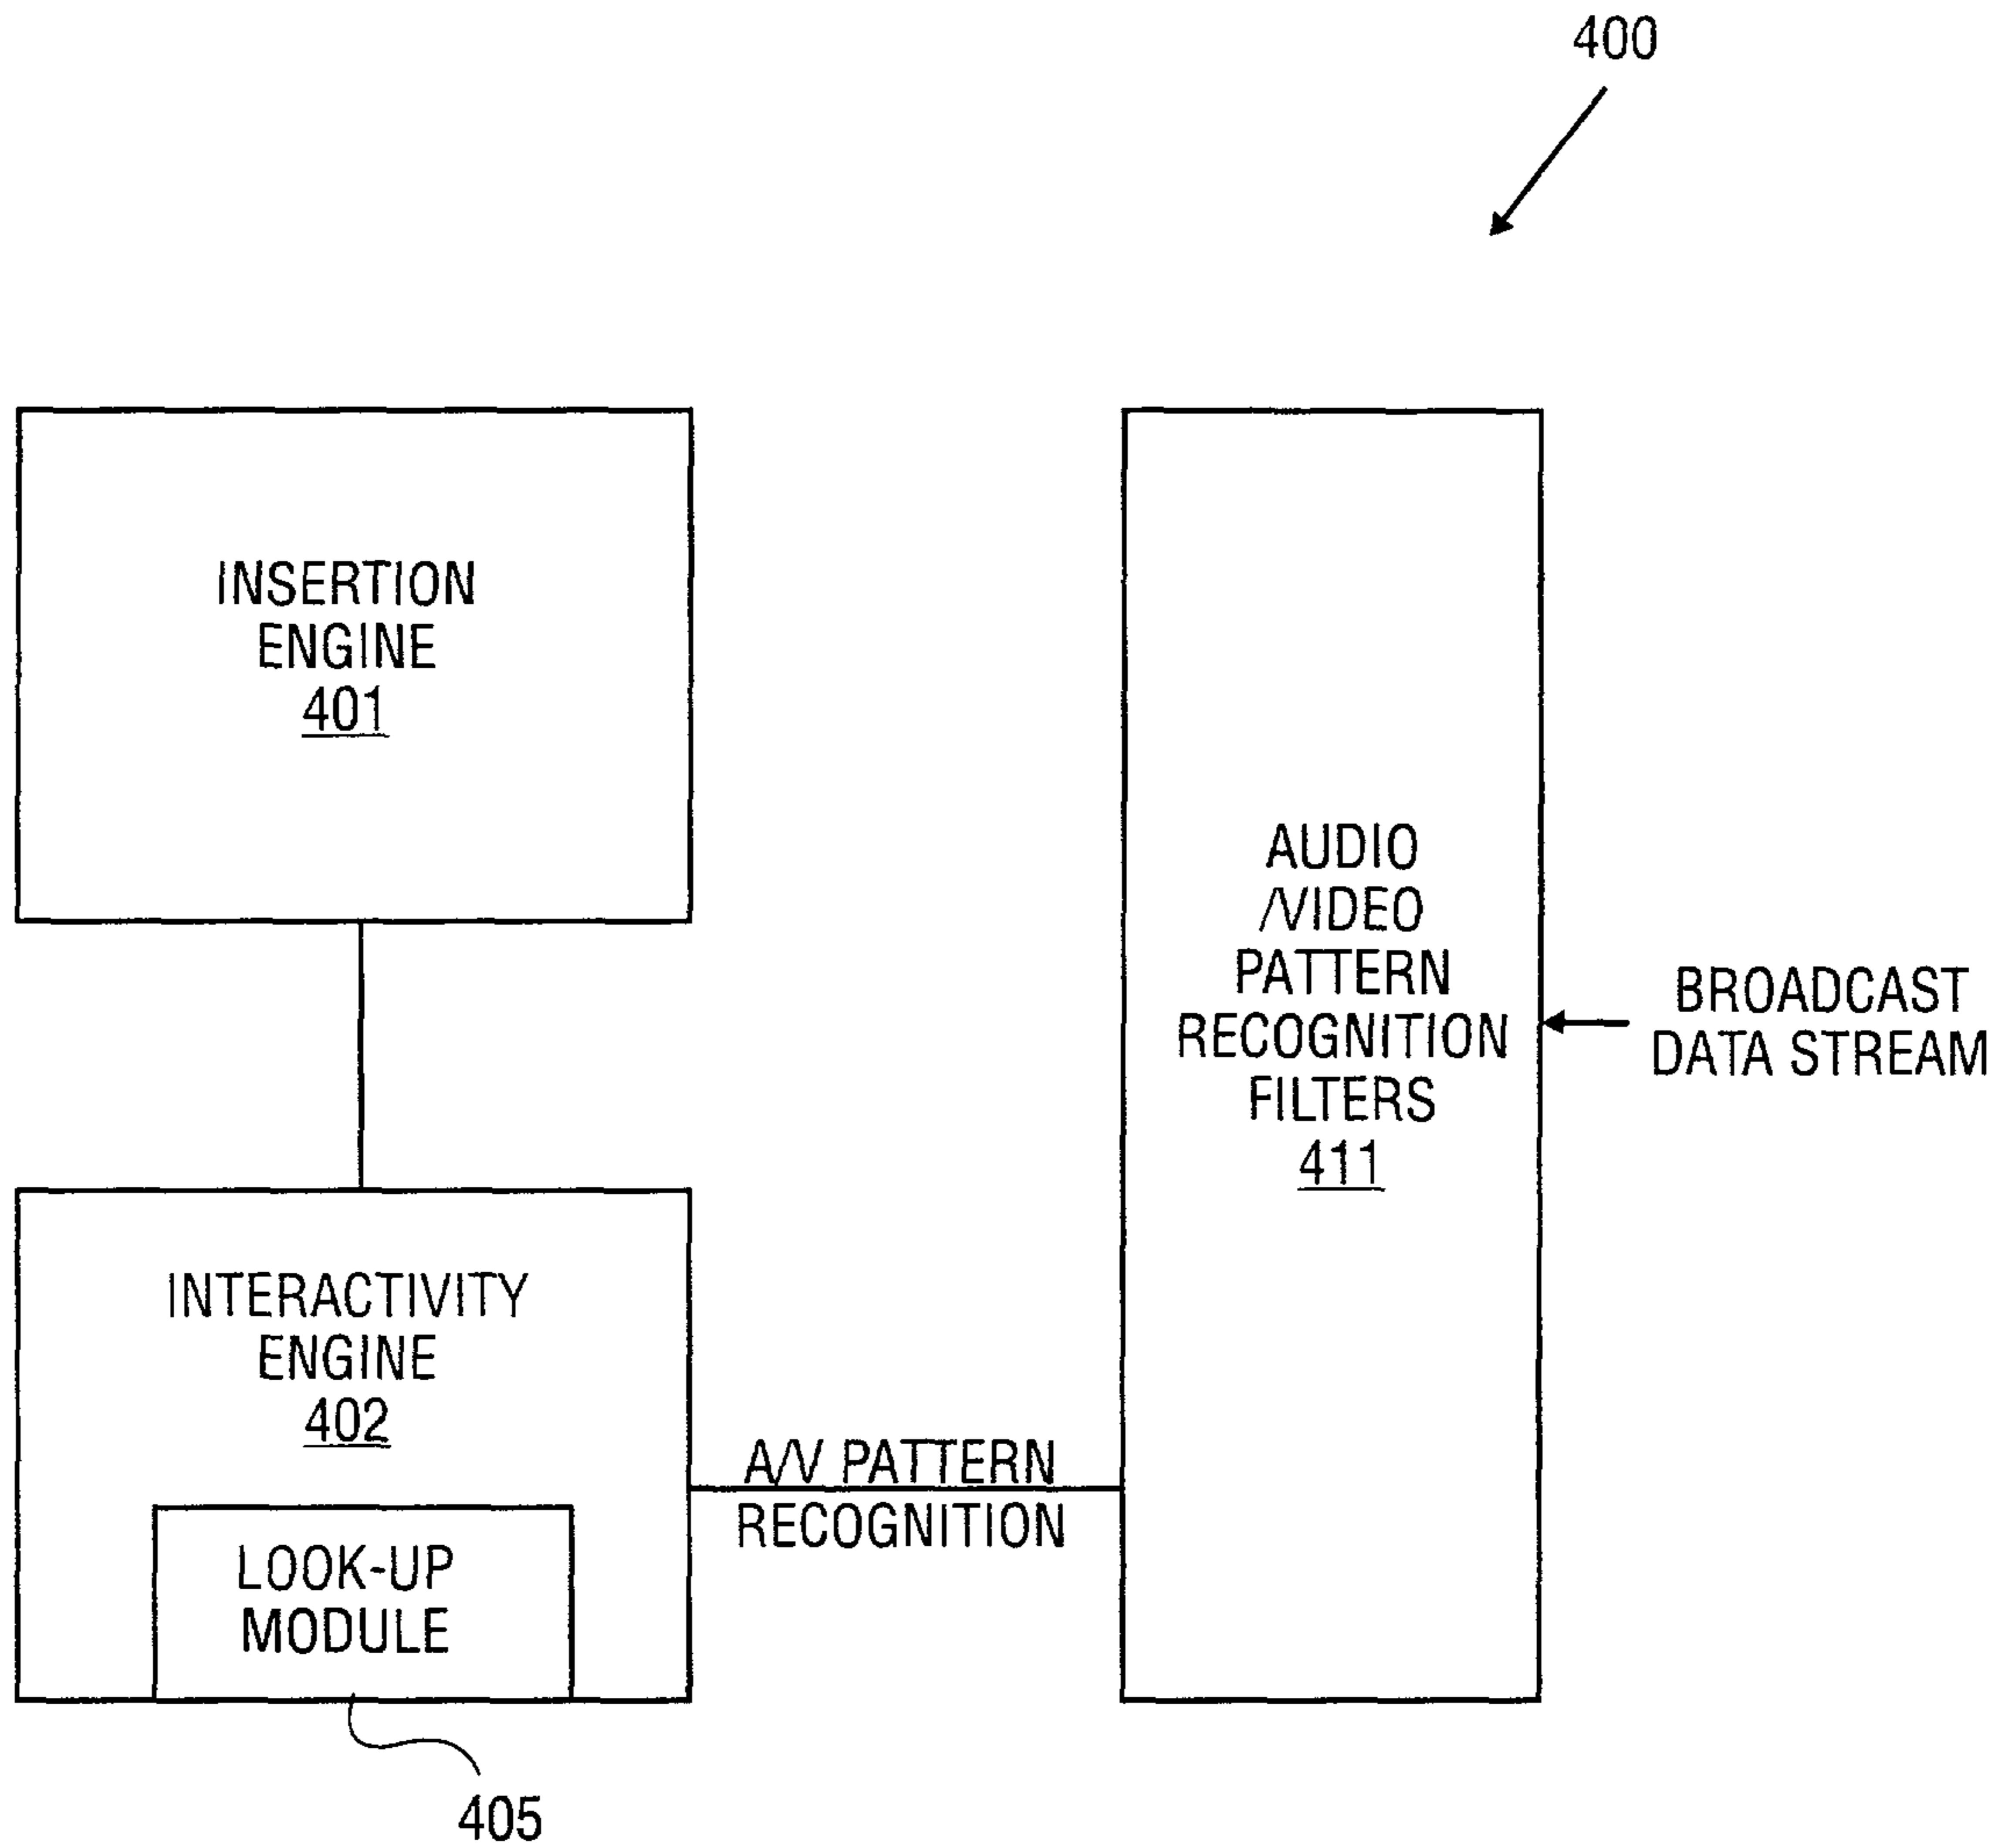 400
INSERTION
ENGINE
401
AUDIO
/VIDEO
PATTERN
RECOGNITION
FILTERS
411
BROADCAST
DATA STREAM
INTERACTIVITY
ENGINE
402
A/V PATTERN
RECOGNITION
LOOK-UP
MODULE
405